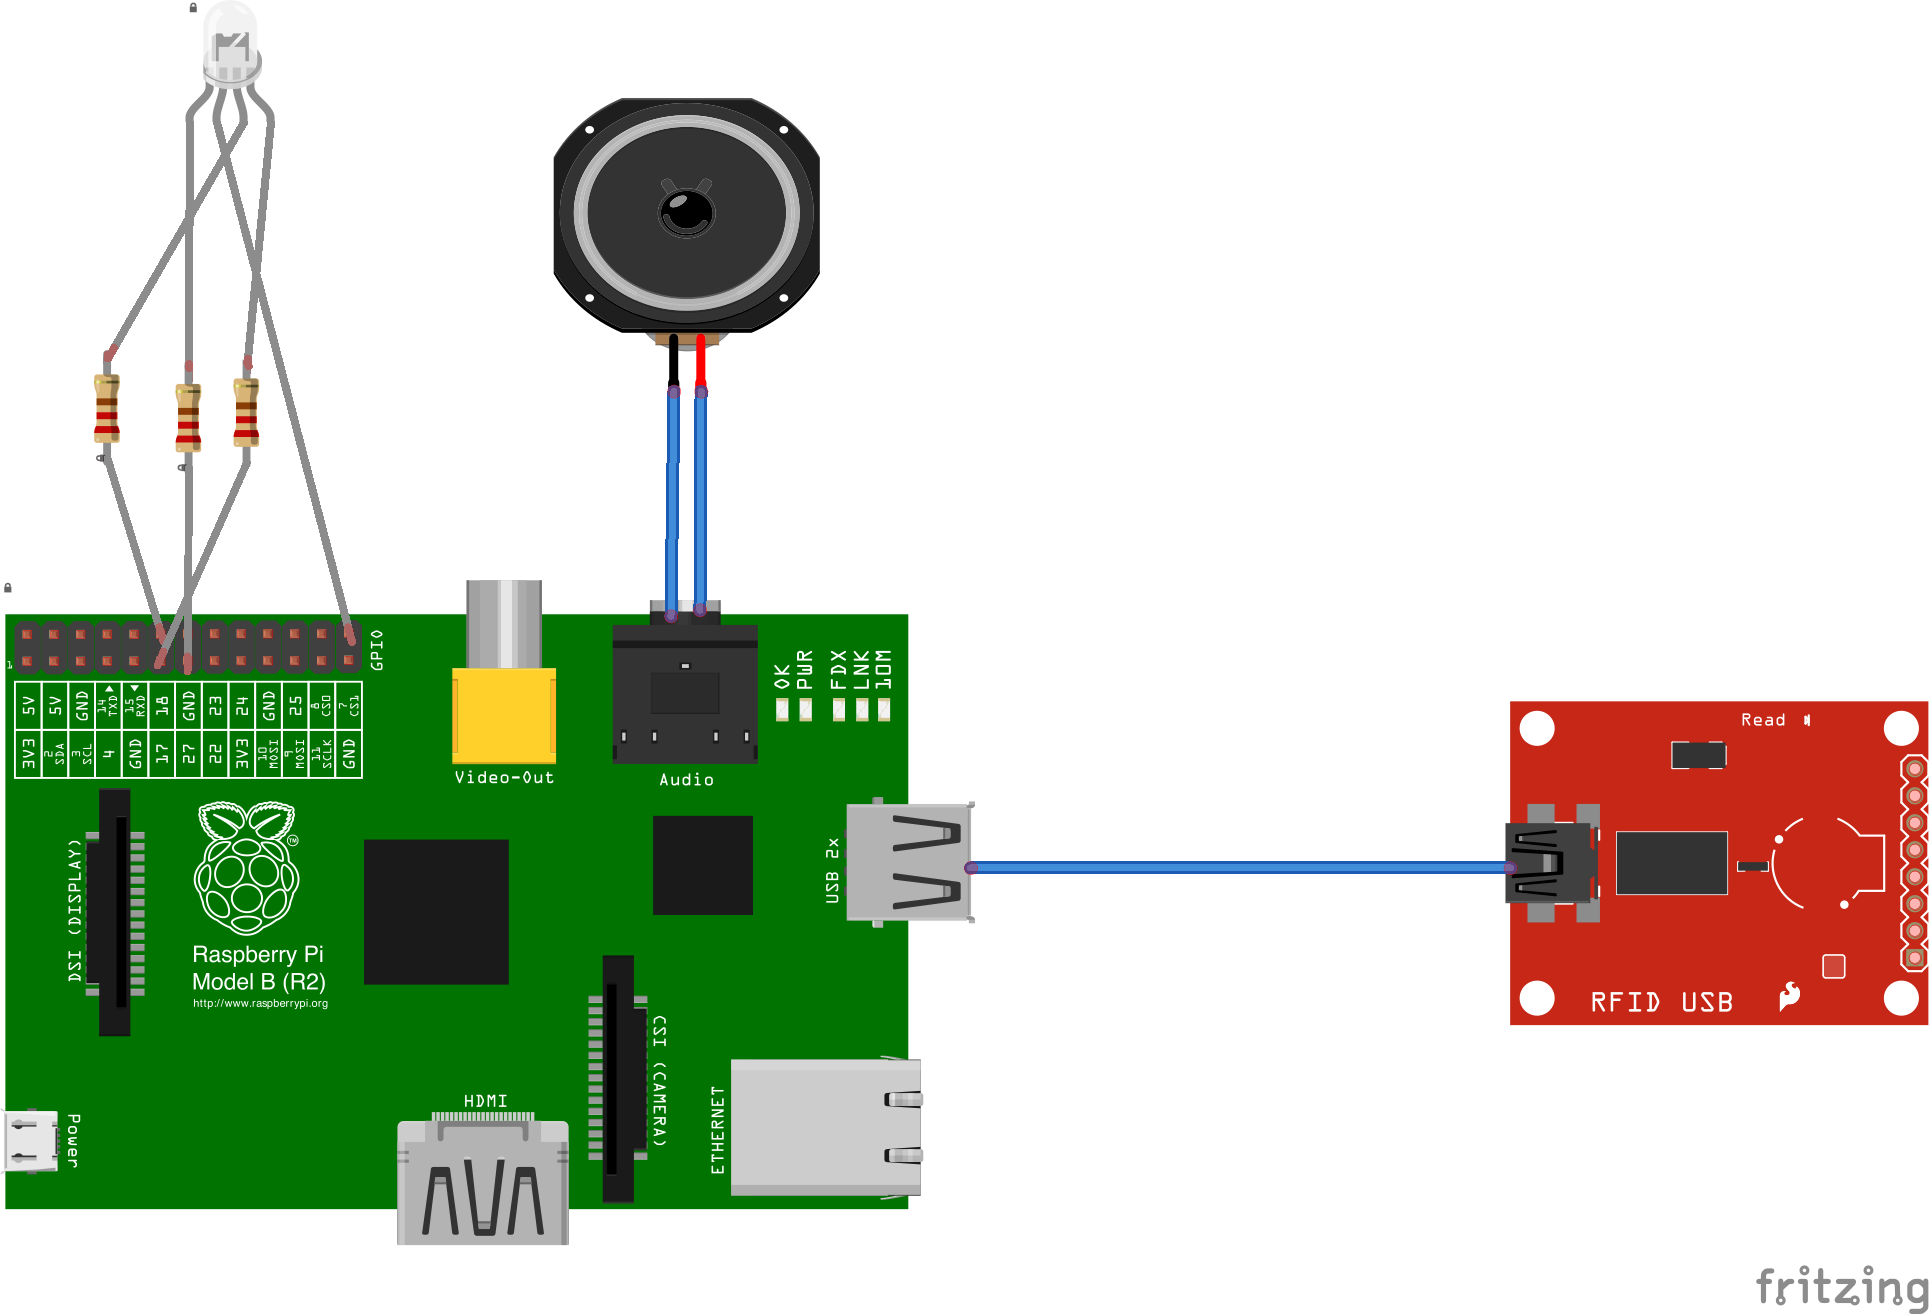 GPIO
1
5V 5V GND 14 TXD 15 RXD 18 GND 23 24 GND 25 8 CS0 7 CS1
3V3 2 SDA 3 SCL 4 GND 17 27 22 3V3 10 MOSI 9 MOSI 11 SCLK GND
OK PWR FDX LNK 10M
Video-Out
Audio
DSI (DISPLAY)
TM
Raspberry Pi
Model B (R2)
http://www.raspberrypi.org
USB 2x
CSI (CAMERA)
HDMI
ETHERNET
Power
Read
RFID USB
fritzing